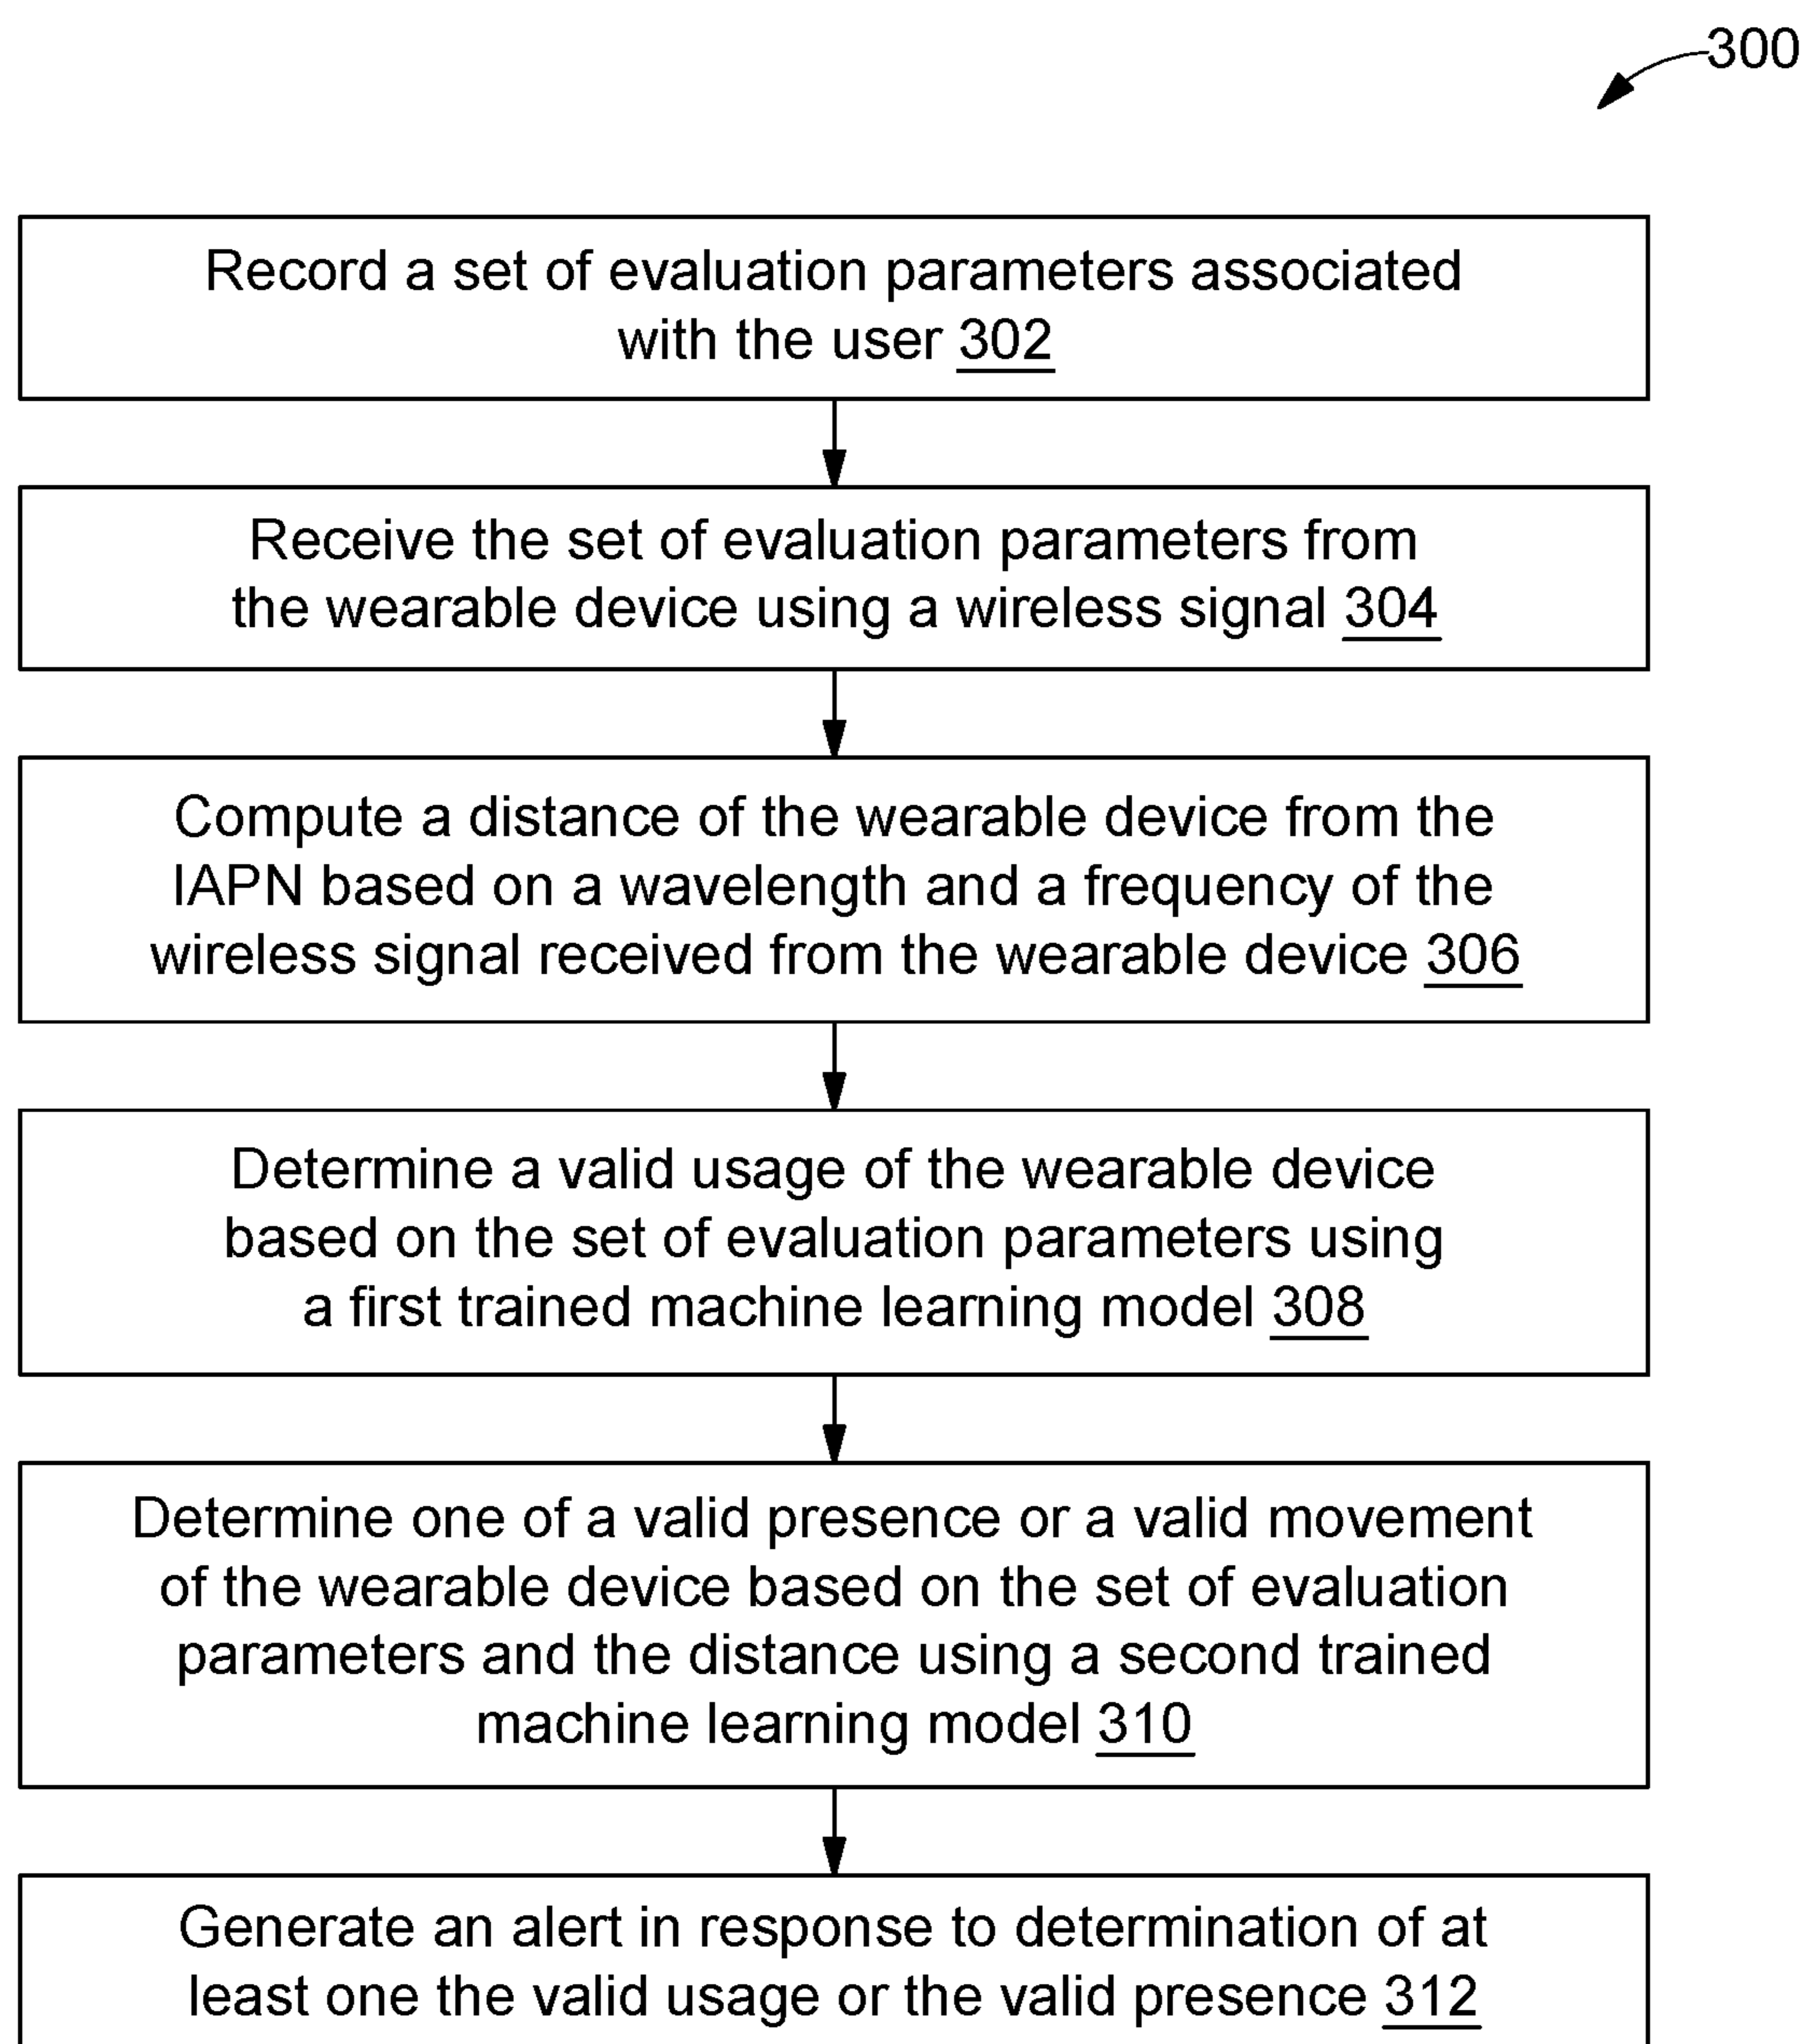 300
Record a set of evaluation parameters associated
with the user 302
Receive the set of evaluation parameters from
the wearable device using a wireless signal 304
Compute a distance of the wearable device from the
IAPN based on a wavelength and a frequency of the
wireless signal received from the wearable device 306
Determine a valid usage of the wearable device
based on the set of evaluation parameters using
a first trained machine learning model 308
Determine one of a valid presence or a valid movement
of the wearable device based on the set of evaluation
parameters and the distance using a second trained
machine learning model 310
Generate an alert in response to determination of at
least one the valid usage or the valid presence 312